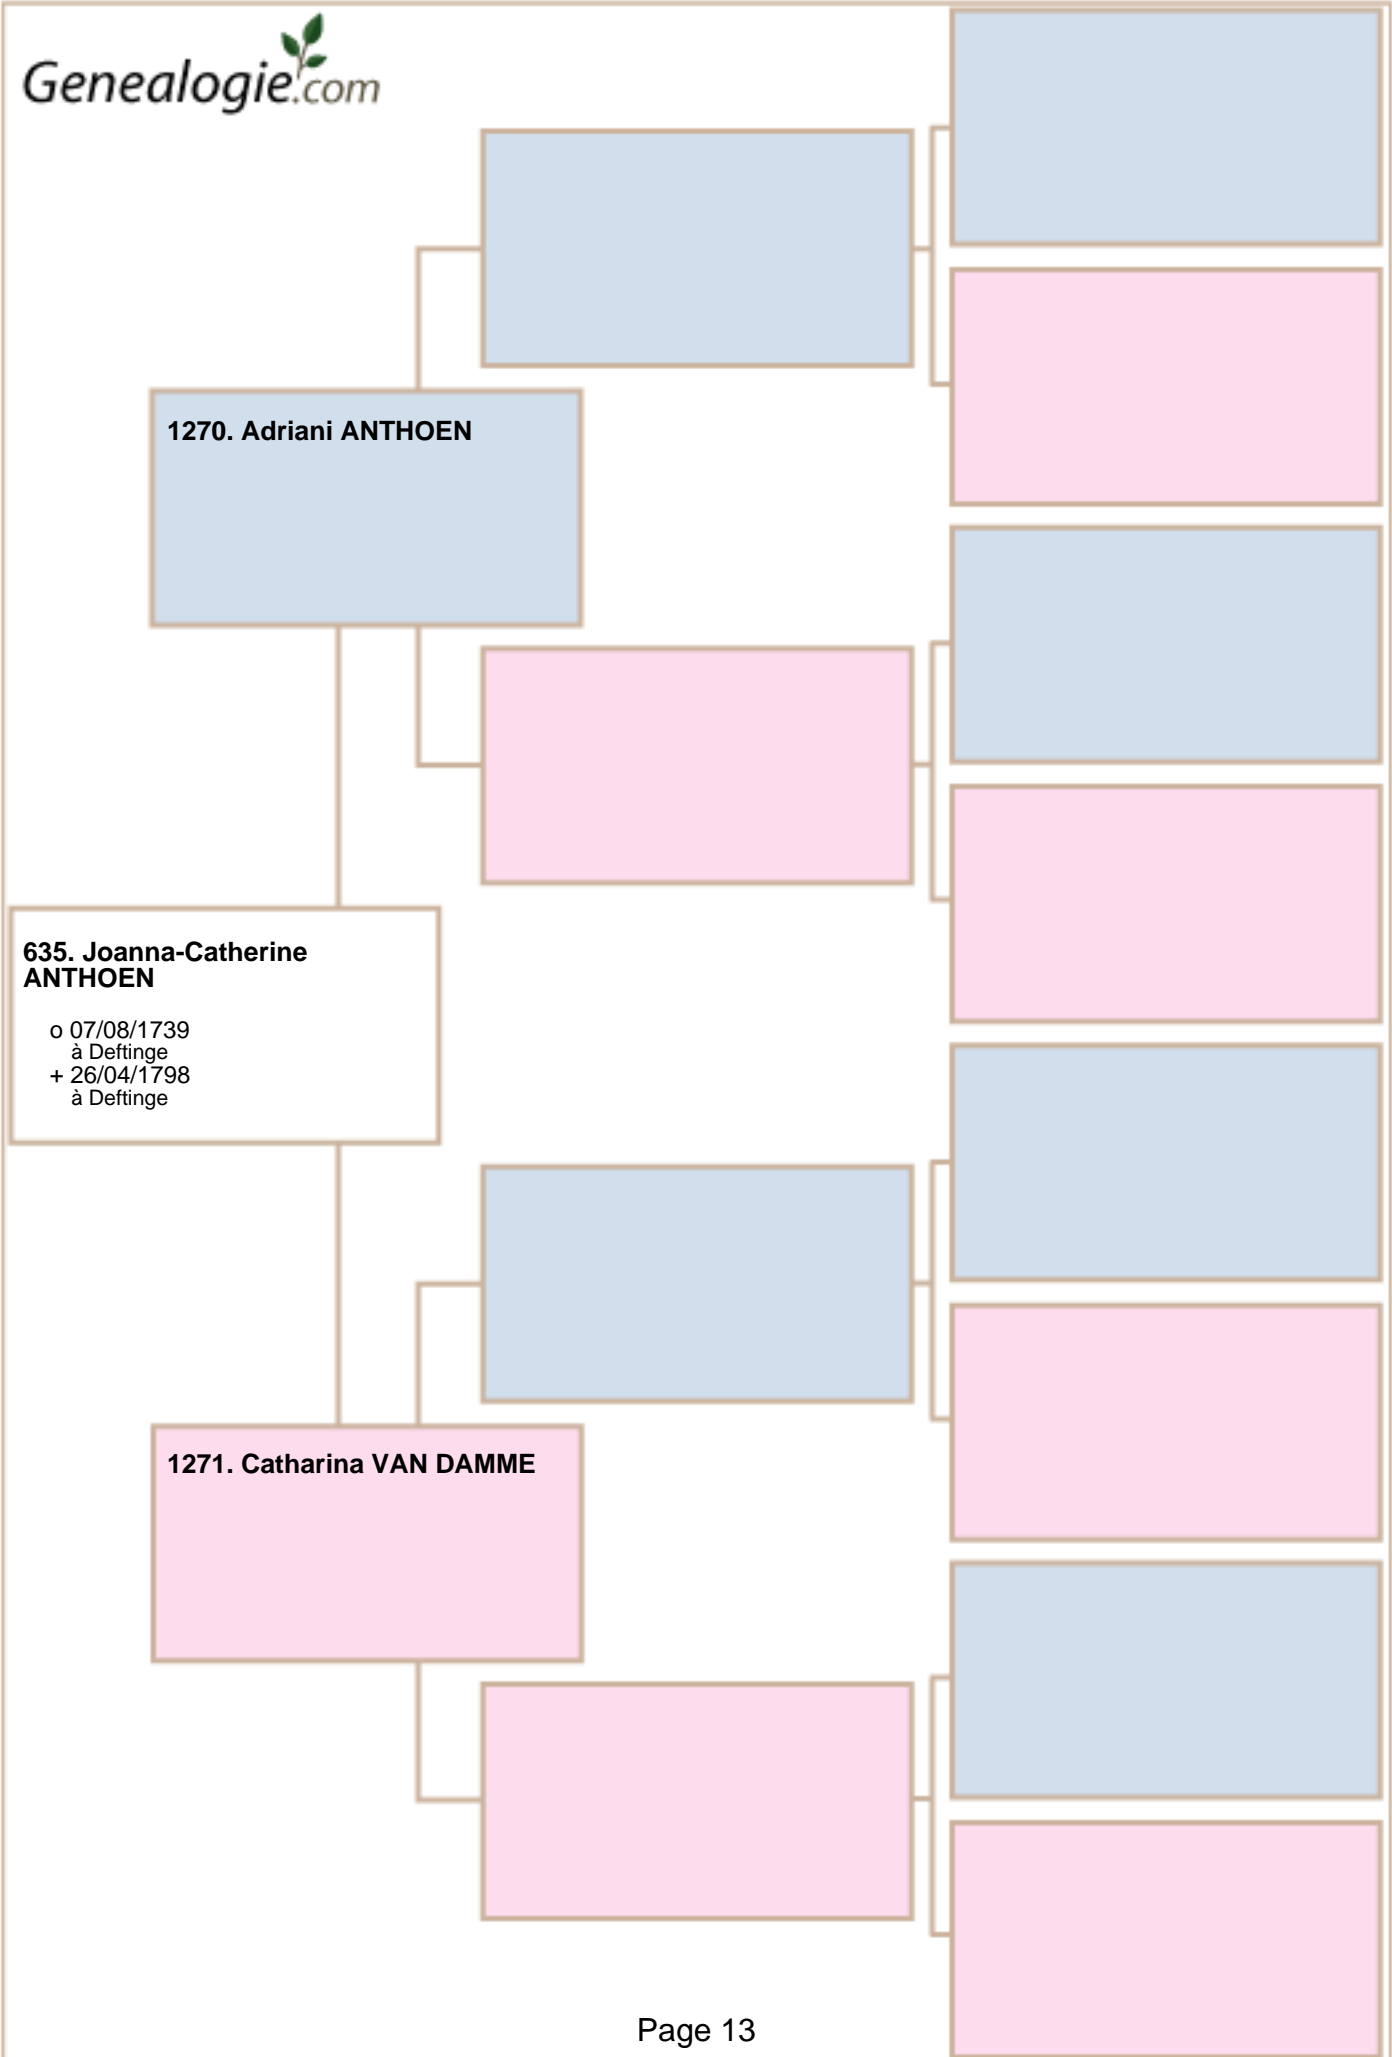 Genealogie.com
1270. Adriani ANTHOEN
635. Joanna-Catherine
ANTHOEN
o 07/08/1739
à Deftinge
+ 26/04/1798
à Deftinge
1271. Catharina VAN DAMME
Page 13